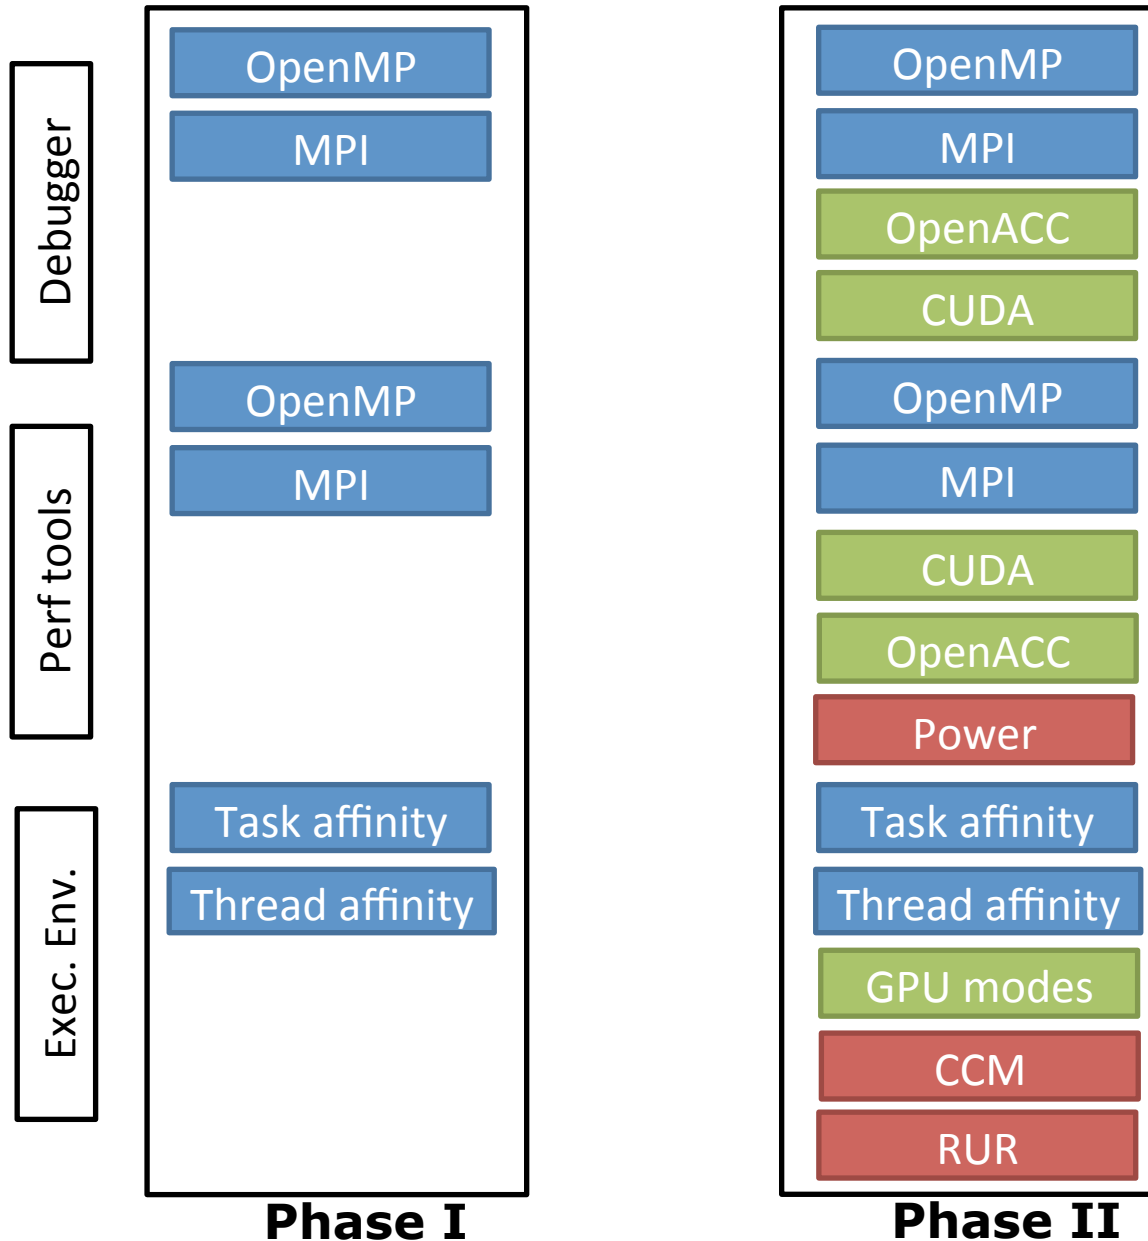 Debugger
Perf tools
Exec. Env.
OpenMP
MPI
OpenMP
MPI
Task affinity
Thread affinity
Phase I
OpenMP
MPI
OpenACC
CUDA
OpenMP
MPI
CUDA
OpenACC
Power
Task affinity
Thread affinity
GPU modes
CCM
RUR
Phase II